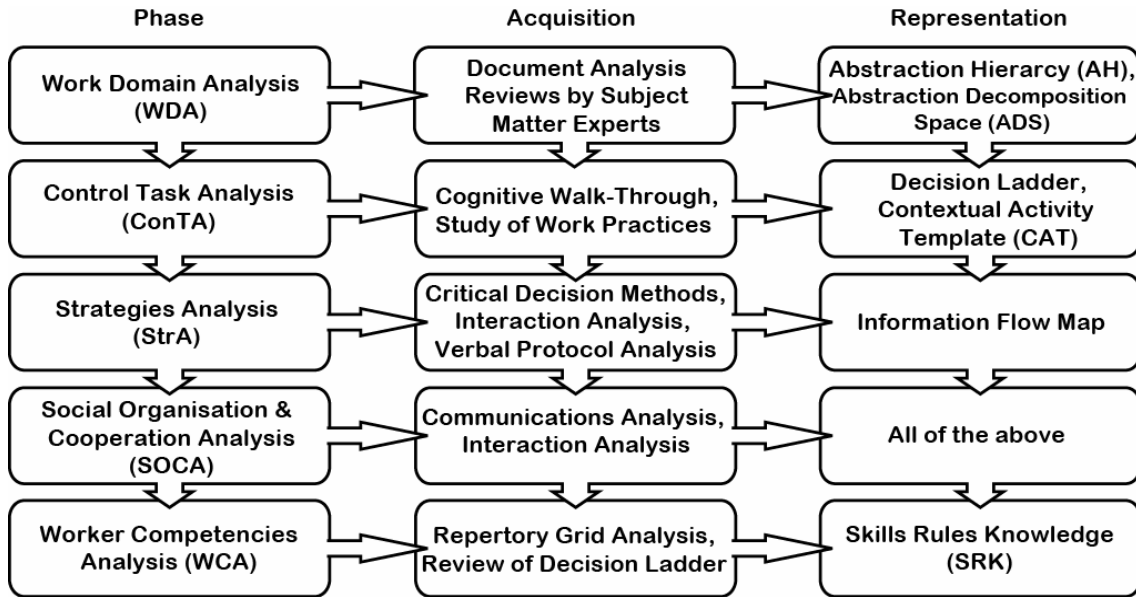 Phase
Acquisition
Representation
Work Domain Analysis
(WDA)
Document Analysis
Reviews by Subject
Matter Experts
Abstraction Hierarcy (AH),
Abstraction Decomposition
Space (ADS)
Control Task Analysis
(ConTA)
Cognitive Walk-Through,
Study of Work Practices
Decision Ladder,
Contextual Activity
Template (CAT)
Strategies Analysis
(StrA)
Critical Decision Methods,
Interaction Analysis,
Verbal Protocol Analysis
Information Flow Map
Social Organisation &
Cooperation Analysis
(SOCA)
Communications Analysis,
Interaction Analysis
All of the above
Worker Competencies
Analysis (WCA)
Repertory Grid Analysis,
Review of Decision Ladder
Skills Rules Knowledge
(SRK)